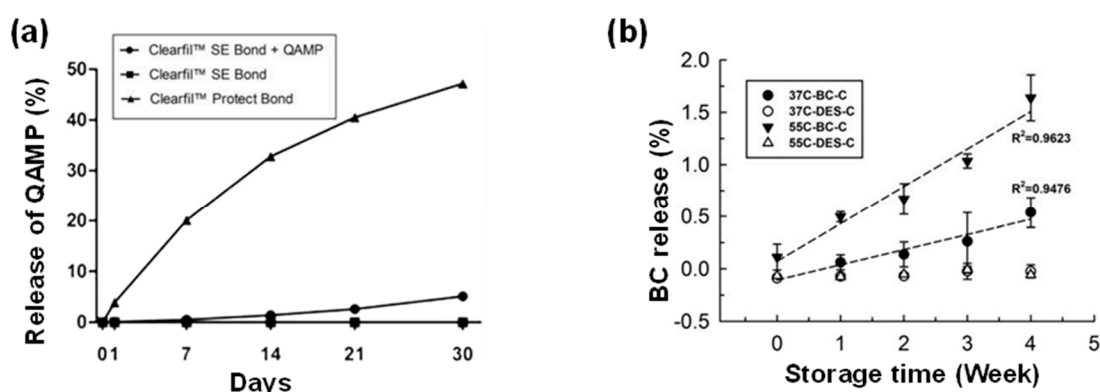 (a)
Clearfil™ SE Bond + QAMP
Clearfil™ SE Bond
Clearfil™ Protect Bond
Release of QAMP (%)
50
40
30
20
10
0
0 1 7 14 21 30
Days
(b)
BC release (%)
2.0
1.5
1.0
0.5
0.0
-0.5
37C-BC-C
37C-DES-C
55C-BC-C
55C-DES-C
R²=0.9623
R²=0.9476
0 1 2 3 4 5
Storage time (Week)